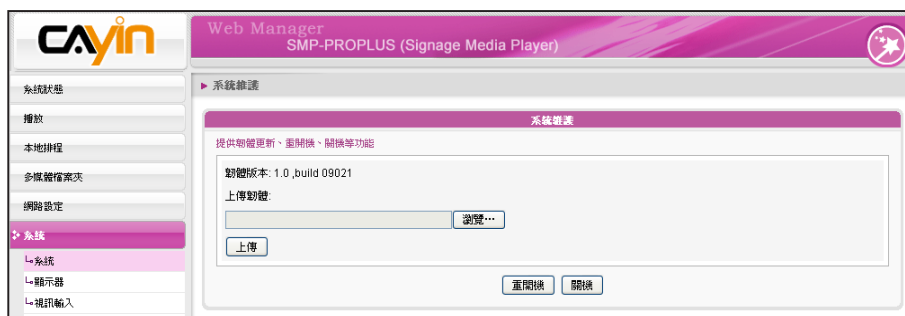 CAYIN
Web Manager
SMP-PROPLUS (Signage Media Player)
系統狀態
播放
本地排程
多媒體檔案夾
網路設定
系統
系統
顯示器
視訊輸入
系統維護
系統維護
提供韌體更新、重開機、關機等功能
韌體版本: 1.0 ,build 09021
上傳韌體:
瀏覽…
上傳
重開機
關機